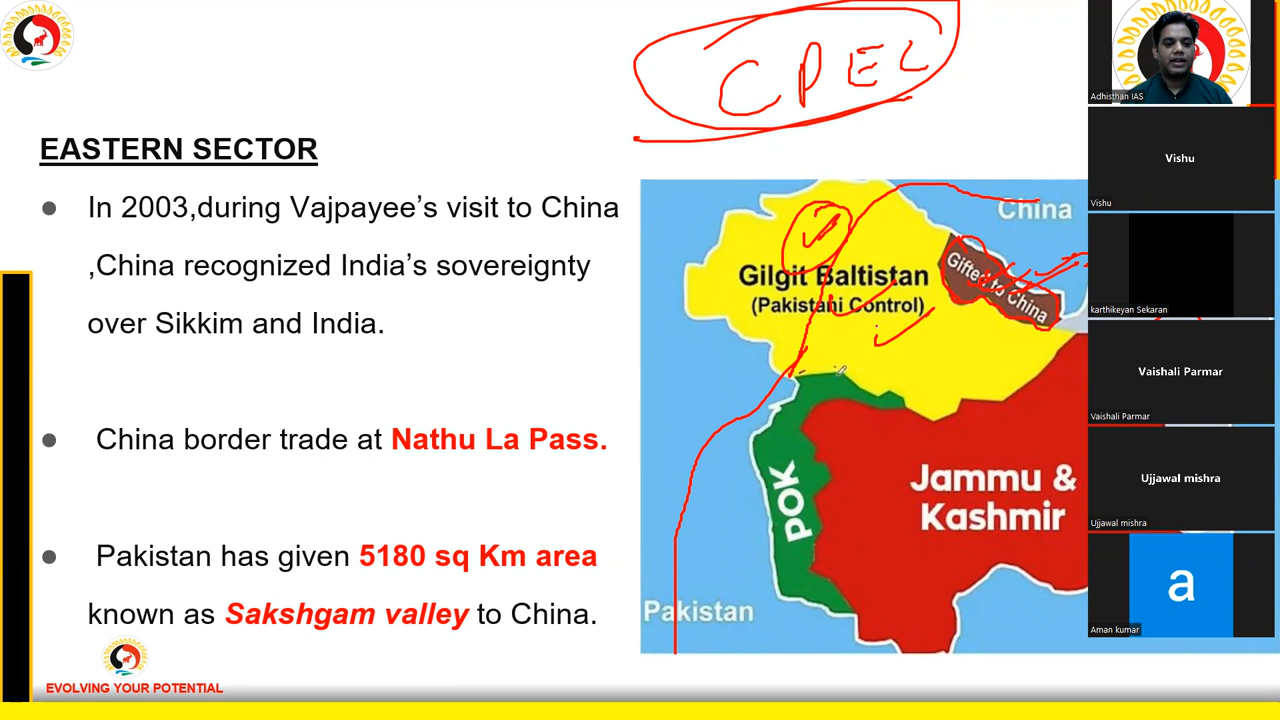 CPEC
EASTERN SECTOR
● In 2003,during Vajpayee’s visit to China
,China recognized India’s sovereignty
over Sikkim and India.
● China border trade at Nathu La Pass.
● Pakistan has given 5180 sq Km area
known as Sakshgam valley to China.
EVOLVING YOUR POTENTIAL
China
Gifted to China
Gilgit Baltistan
(Pakistani Control)
POK
Jammu &
Kashmir
Pakistan
Adhisthan IAS
Vishu
Vishu
karthikeyan Sekaran
Vaishali Parmar
Vaishali Parmar
Ujjawal mishra
Ujjawal mishra
a
Aman kumar